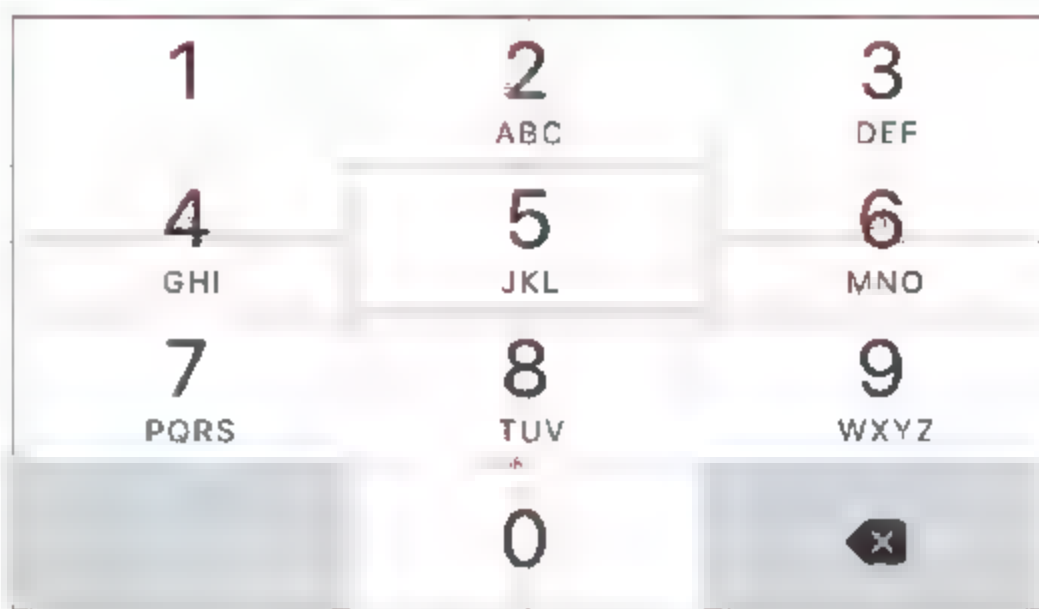 1 2 3
ABC DEF
4 5 6
GHI JKL MNO
7 8 9
PQRS TUV WXYZ
0